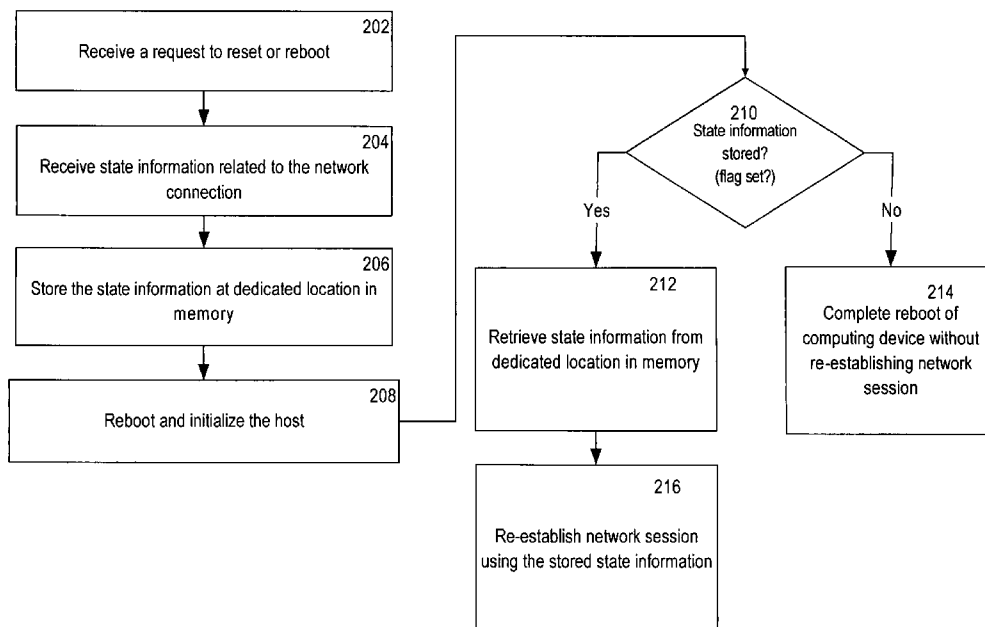 202
Receive a request to reset or reboot
204
Receive state information related to the network
connection
206
Store the state information at dedicated location in
memory
208
Reboot and initialize the host
210
State information
stored?
(flag set?)
Yes
No
212
Retrieve state information from
dedicated location in memory
214
Complete reboot of
computing device without
re-establishing network
session
216
Re-establish network session
using the stored state information